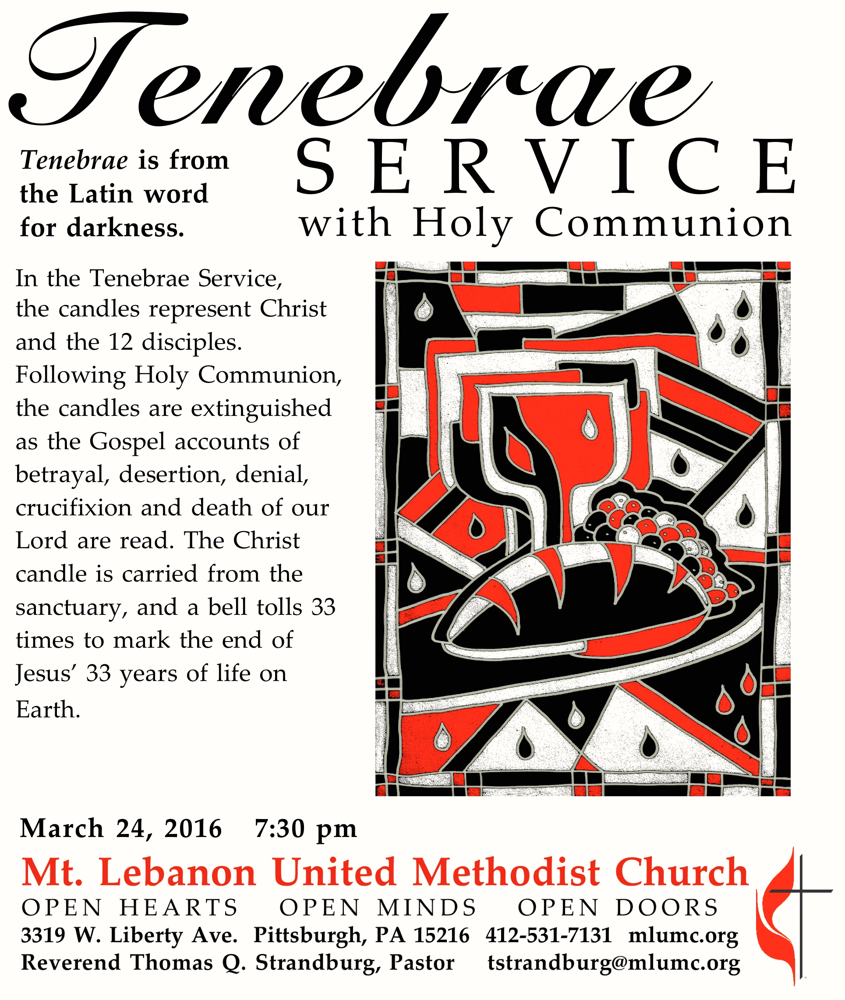 Tenebrae
SERVICE
with Holy Communion
Tenebrae is from
the Latin word
for darkness.
In the Tenebrae Service,
the candles represent Christ
and the 12 disciples.
Following Holy Communion,
the candles are extinguished
as the Gospel accounts of
betrayal, desertion, denial,
crucifixion and death of our
Lord are read. The Christ
candle is carried from the
sanctuary, and a bell tolls 33
times to mark the end of
Jesus’ 33 years of life on
Earth.
March 24, 2016 7:30 pm
Mt. Lebanon United Methodist Church
OPEN HEARTS OPEN MINDS OPEN DOORS
3319 W. Liberty Ave. Pittsburgh, PA 15216 412-531-7131 mlumc.org
Reverend Thomas Q. Strandburg, Pastor tstrandburg@mlumc.org